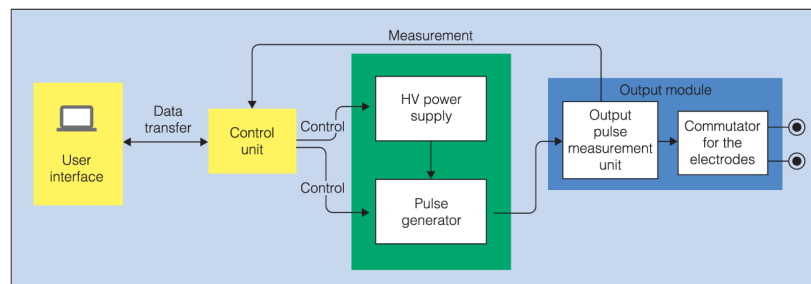 Measurement
Output module
HV power
supply
Data
transfer
Control
Control
unit
Output
pulse
measurement
unit
Commutator
for the
electrodes
User
interface
Control
Pulse
generator